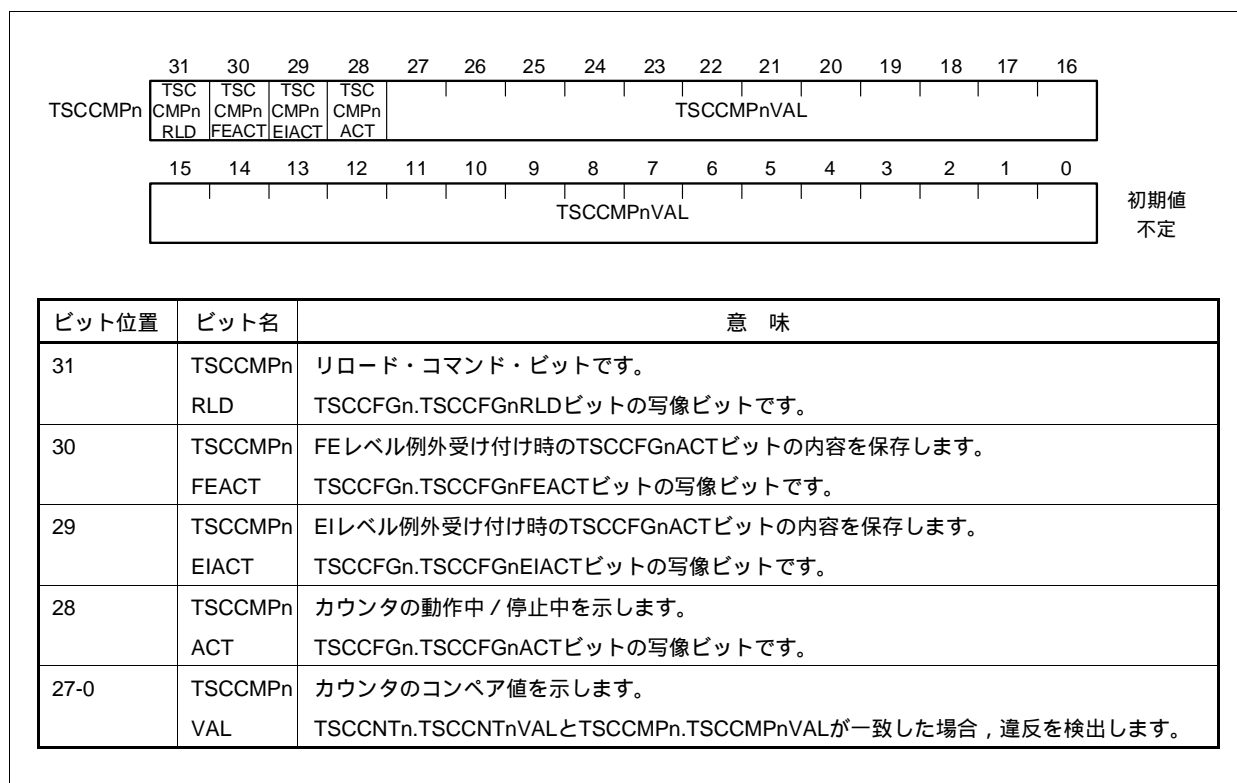 31 30 29 28 27 26 25 24 23 22 21 20 19 18 17 16
TSCCMPn
TSC CMPn RLD
TSC CMPn FEACT
TSC CMPn EIACT
TSC CMPn ACT
TSCCMPnVAL
15 14 13 12 11 10 9 8 7 6 5 4 3 2 1 0
TSCCMPnVAL
初期値
不定
ビット位置 ビット名 意 味
31 TSCCMPn リロード・コマンド・ビットです。
RLD TSCCFGn.TSCCFGnRLDビットの写像ビットです。
30 TSCCMPn FEレベル例外受け付け時のTSCCFGnACTビットの内容を保存します。
FEACT TSCCFGn.TSCCFGnFEACTビットの写像ビットです。
29 TSCCMPn EIレベル例外受け付け時のTSCCFGnACTビットの内容を保存します。
EIACT TSCCFGn.TSCCFGnEIACTビットの写像ビットです。
28 TSCCMPn カウンタの動作中/停止中を示します。
ACT TSCCFGn.TSCCFGnACTビットの写像ビットです。
27-0 TSCCMPn カウンタのコンペア値を示します。
VAL TSCCNTn.TSCCNTnVALとTSCCMPn.TSCCMPnVALが一致した場合,違反を検出します。